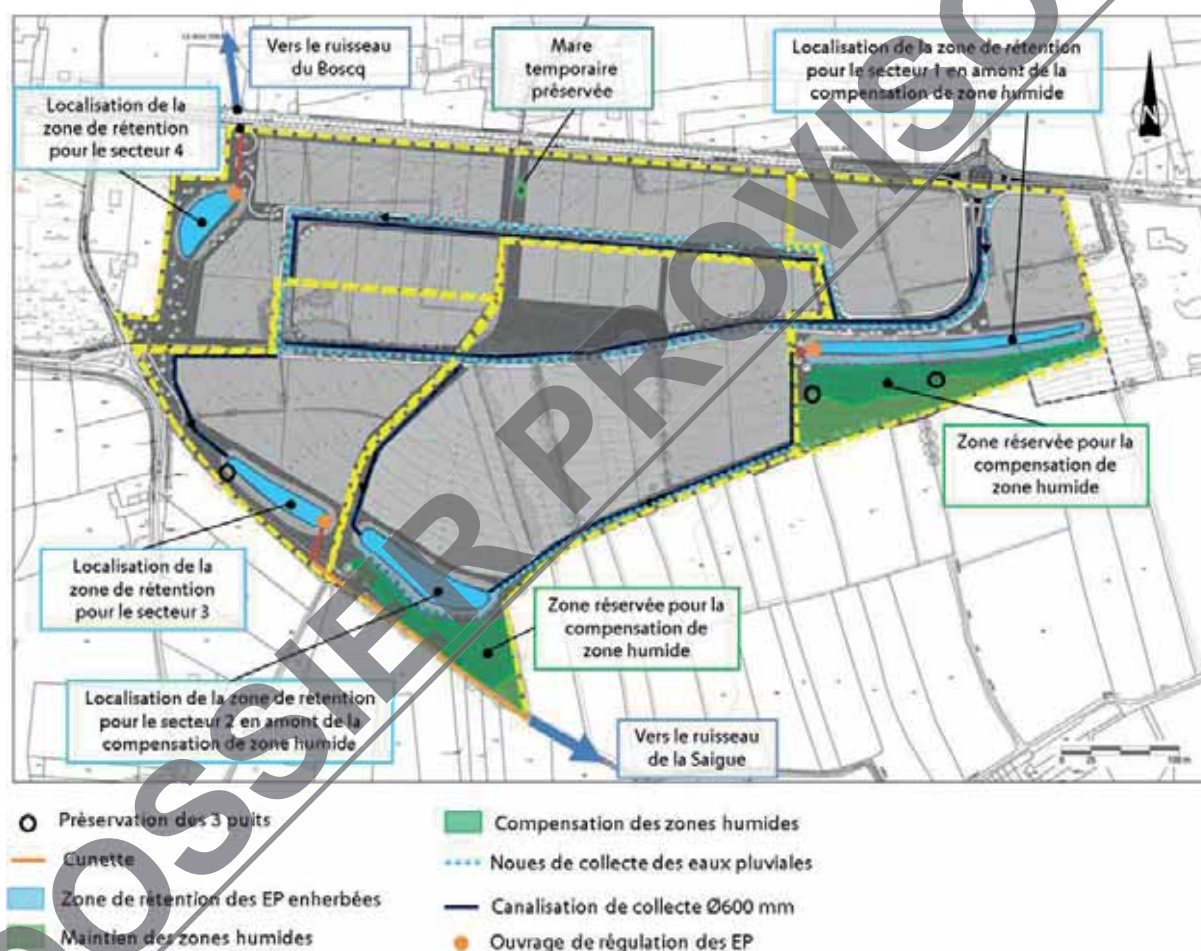 Vers le ruisseau
du Boscq
Mare
temporaire
préservée
Localisation de la zone de rétention
pour le secteur 1 en amont de la
compensation de zone humide
Localisation de la
zone de rétention
pour le secteur 4
N
Zone réservée pour la
compensation de
zone humide
Localisation de la
zone de rétention
pour le secteur 3
Zone réservée pour la
compensation de
zone humide
Localisation de la zone de rétention
pour le secteur 2 en amont de la
compensation de zone humide
Vers le ruisseau
de la Saigue
0 25 100 m
Préservation des 3 puits
Cunette
Zone de rétention des EP enherbées
Maintien des zones humides
Compensation des zones humides
Noues de collecte des eaux pluviales
Canalisation de collecte Ø600 mm
Ouvrage de régulation des EP
DOSSIER PROVISO